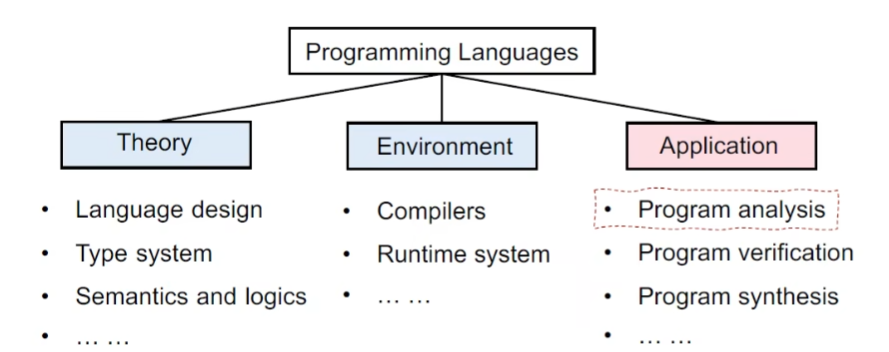 Programming Languages
Theory
• Language design
• Type system
• Semantics and logics
• … …
Environment
• Compilers
• Runtime system
• … …
Application
• Program analysis
• Program verification
• Program synthesis
• … …